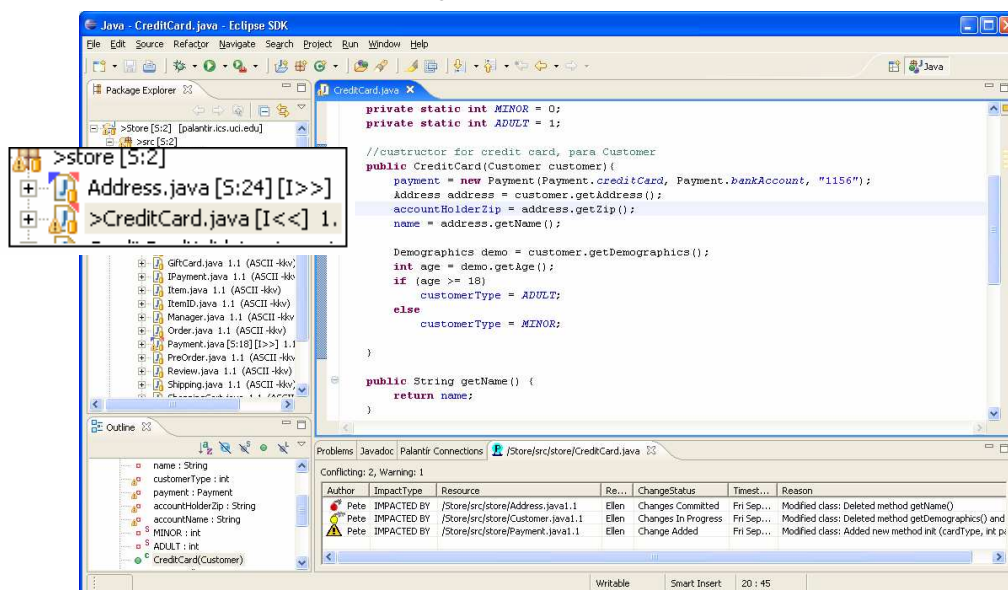 Java - CreditCard.java - Eclipse SDK
File Edit Source Refactor Navigate Search Project Run Window Help
Java
Package Explorer
>Store [S:2] [palantir.ics.uci.edu]
>src [S:2]
>store [S:2]
Address.java [S:24] [I>>]
>CreditCard.java [I<<] 1.
GiftCard.java 1.1 (ASCII -kkv)
IPayment.java 1.1 (ASCII -kkv
Item.java 1.1 (ASCII -kkv)
ItemID.java 1.1 (ASCII -kkv)
Manager.java 1.1 (ASCII -kkv)
Order.java 1.1 (ASCII -kkv)
Payment.java [S:18] [I>>] 1.1
PreOrder.java 1.1 (ASCII -kkv
Review.java 1.1 (ASCII -kkv)
Shipping.java 1.1 (ASCII -kkv)
CreditCard.java
private static int MINOR = 0;
private static int ADULT = 1;
//custructor for credit card, para Customer
public CreditCard(Customer customer){
payment = new Payment(Payment.creditCard, Payment.bankAccount, "1156");
Address address = customer.getAddress();
accountHolderZip = address.getZip();
name = address.getName();
Demographics demo = customer.getDemographics();
int age = demo.getAge();
if (age >= 18)
customerType = ADULT;
else
customerType = MINOR;
}
public String getName() {
return name;
}
Outline
name : String
customerType : int
payment : Payment
accountHolderZip : String
accountName : String
S MINOR : int
S ADULT : int
C CreditCard(Customer)
Problems Javadoc Palantír Connections /Store/src/store/CreditCard.java
Conflicting: 2, Warning: 1
Author ImpactType Resource Re... ChangeStatus Timest... Reason
Pete IMPACTED BY /Store/src/store/Address.java1.1 Ellen Changes Committed Fri Sep... Modified class: Deleted method getName()
Pete IMPACTED BY /Store/src/store/Customer.java1.1 Ellen Changes In Progress Fri Sep... Modified class: Deleted method getDemographics() and
Pete IMPACTED BY /Store/src/store/Payment.java1.1 Ellen Change Added Fri Sep... Modified class: Added new method init (cardType, int pa
Writable Smart Insert 20 : 45